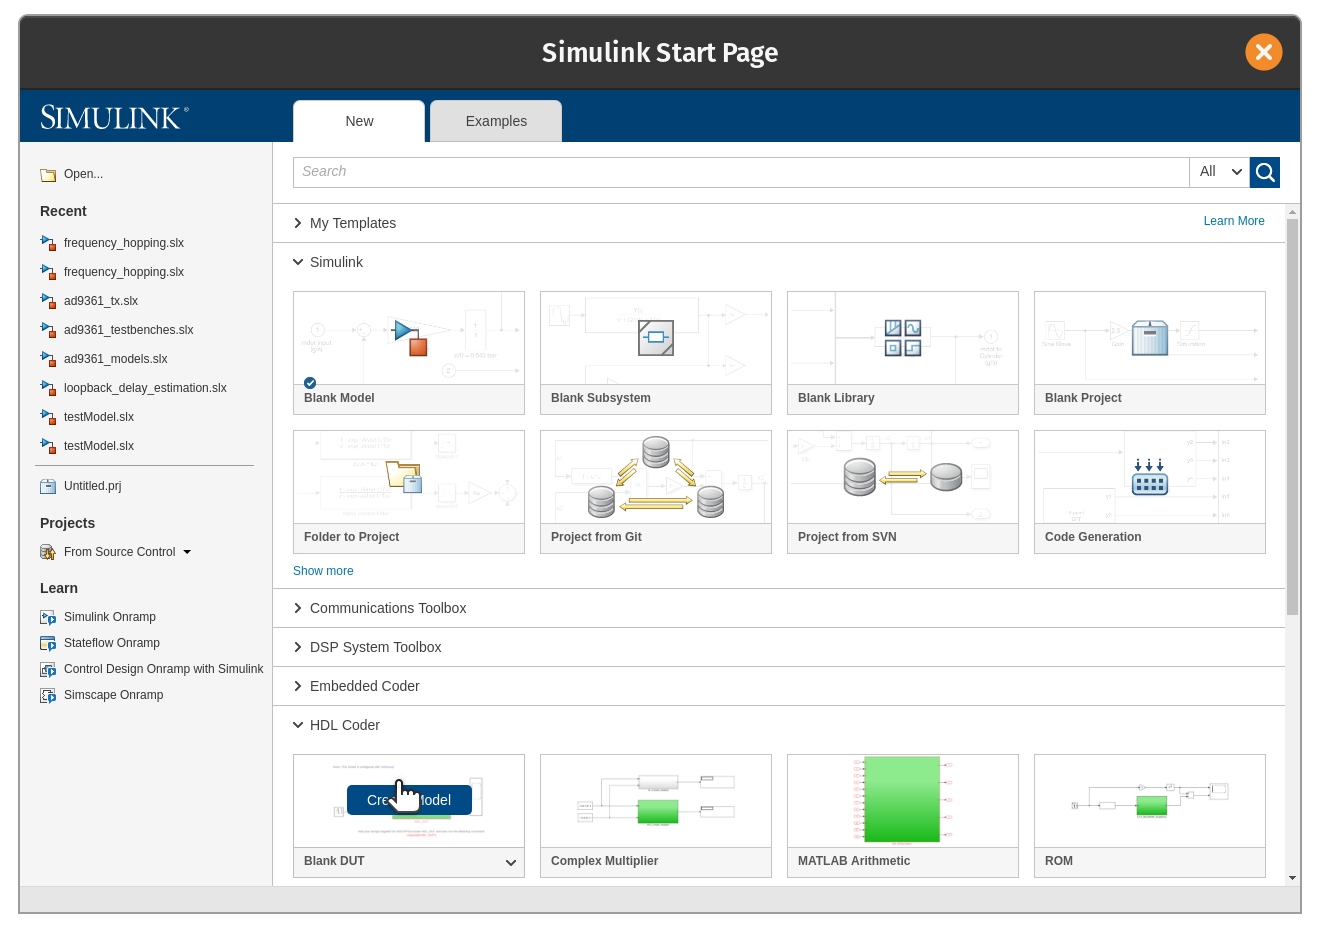 Simulink Start Page
SIMULINK®
New
Examples
Open...
Recent
frequency_hopping.slx
frequency_hopping.slx
ad9361_tx.slx
ad9361_testbenches.slx
ad9361_models.slx
loopback_delay_estimation.slx
testModel.slx
testModel.slx
Untitled.prj
Projects
From Source Control
Learn
Simulink Onramp
Stateflow Onramp
Control Design Onramp with Simulink
Simscape Onramp
Search
All
My Templates
Learn More
Simulink
Blank Model
Blank Subsystem
Blank Library
Blank Project
Folder to Project
Project from Git
Project from SVN
Code Generation
Show more
Communications Toolbox
DSP System Toolbox
Embedded Coder
HDL Coder
Blank DUT
Complex Multiplier
MATLAB Arithmetic
ROM